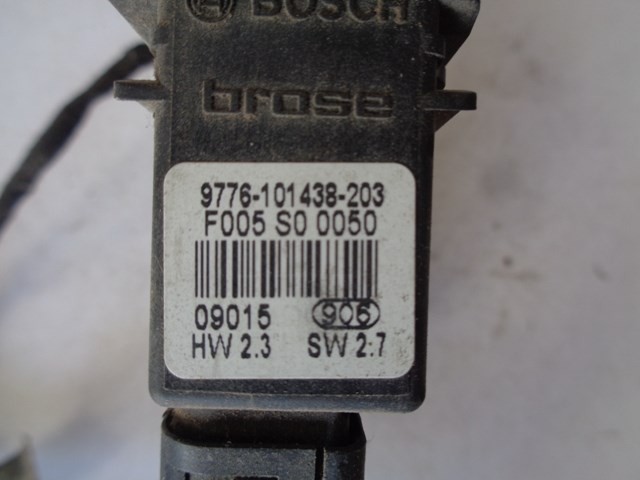 BOSCH
brose
9776-101438-203
F005 S0 0050
09015 906
HW 2.3 SW 2:7